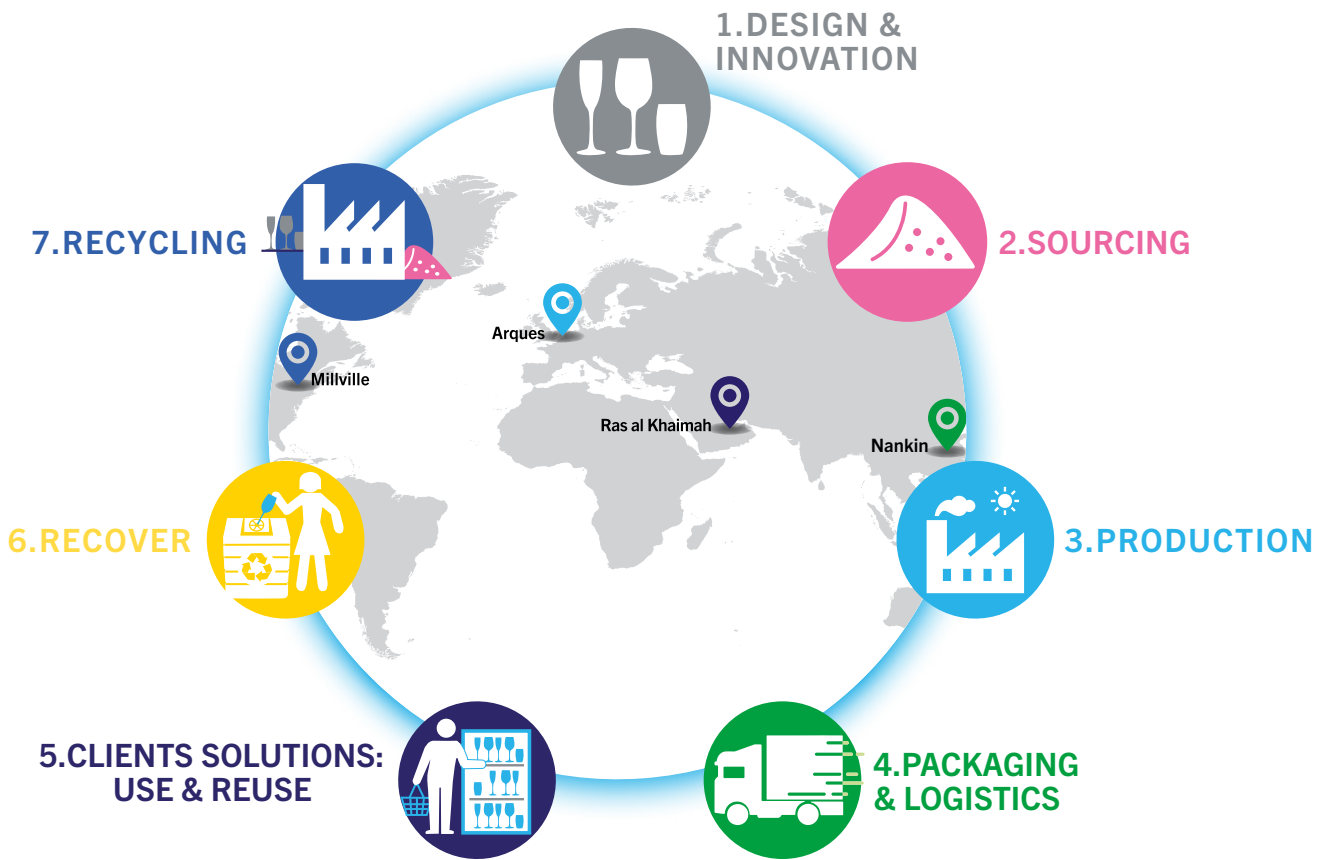 1.DESIGN &
INNOVATION
7.RECYCLING
2.SOURCING
Arques
Millville
Ras al Khaimah
Nankin
6.RECOVER
3.PRODUCTION
5.CLIENTS SOLUTIONS:
USE & REUSE
4.PACKAGING
& LOGISTICS